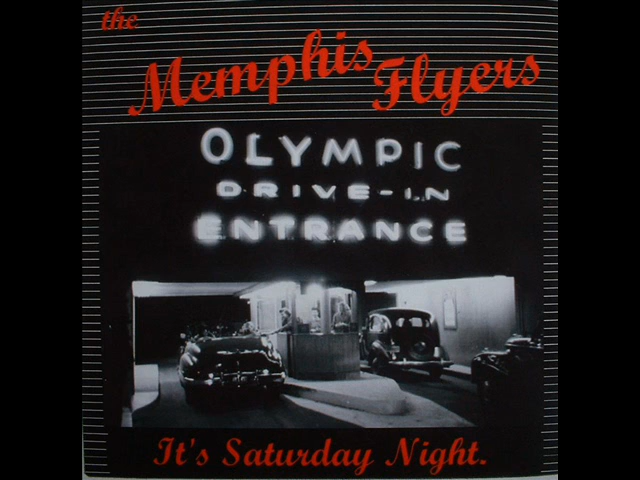 the
Memphis Flyers
OLYMPIC
DRIVE-IN
ENTRANCE
It's Saturday Night.